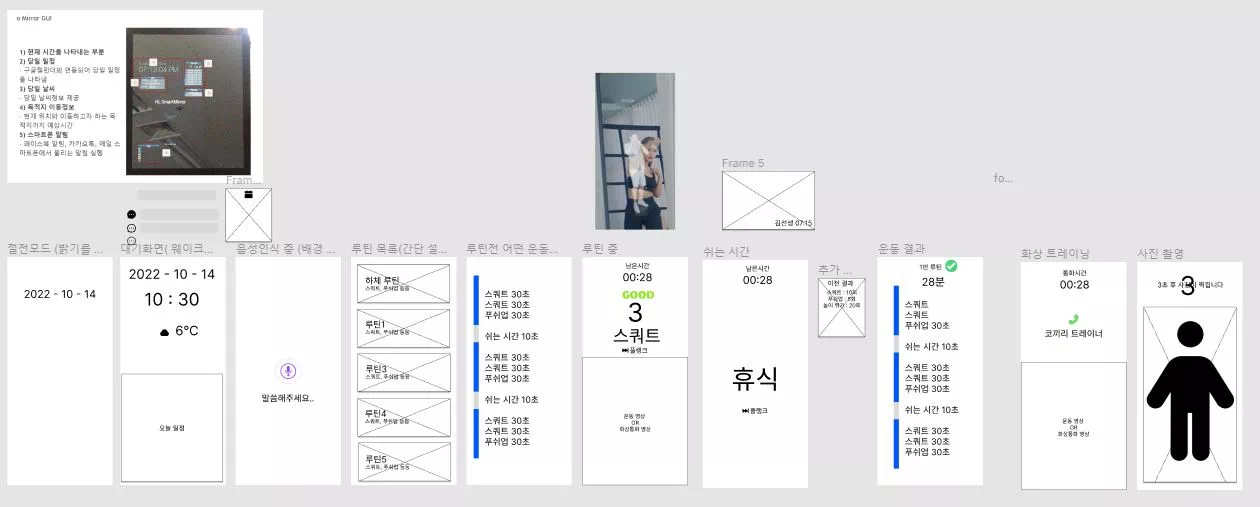 o Mirror GUI
1) 현재 시간을 나타내는 부분
2) 당일 일정
- 구글캘린더와 연동되어 당일 일정
을 나타냄
3) 당일 날씨
- 당일 날씨정보 제공
4) 목적지 이동정보
- 현재 위치와 이동하고자 하는 목
적지까지 예상시간
5) 스마트폰 알림
- 페이스북 알림, 카카오톡, 메일 스
마트폰에서 울리는 알림 실행
07:13:04 PM
Hi, SmartMirror
Fram...
Frame 5
김선생 07:15
fo...
절전모드 (밝기를 ...
2022 - 10 - 14
대기화면( 웨이크...
2022 - 10 - 14
10 : 30
6°C
오늘 일정
음성인식 중 (배경 ...
말씀해주세요..
루틴 목록(간단 설...
하체 루틴
스쿼트, 푸쉬업 등등
루틴1
스쿼트, 푸쉬업 등등
루틴3
스쿼트, 푸쉬업 등등
루틴4
스쿼트, 푸쉬업 등등
루틴5
스쿼트, 푸쉬업 등등
루틴전 어떤 운동...
스쿼트 30초
스쿼트 30초
푸쉬업 30초
쉬는 시간 10초
스쿼트 30초
스쿼트 30초
푸쉬업 30초
쉬는 시간 10초
스쿼트 30초
스쿼트 30초
푸쉬업 30초
루틴 중
남은시간
00:28
GOOD
3
스쿼트
플랭크
운동 영상
OR
화상통화 영상
쉬는 시간
남은시간
00:28
휴식
플랭크
추가 ...
이전 결과
스쿼트 : 10회
운동 결과
1번 루틴
28분
스쿼트
스쿼트
푸쉬업 30초
쉬는 시간 10초
스쿼트 30초
스쿼트 30초
푸쉬업 30초
쉬는 시간 10초
스쿼트 30초
스쿼트 30초
푸쉬업 30초
화상 트레이닝
통화시간
00:28
코끼리 트레이너
운동 영상
OR
화상통화 영상
사진 촬영
3
3초 후 사진이 찍힙니다